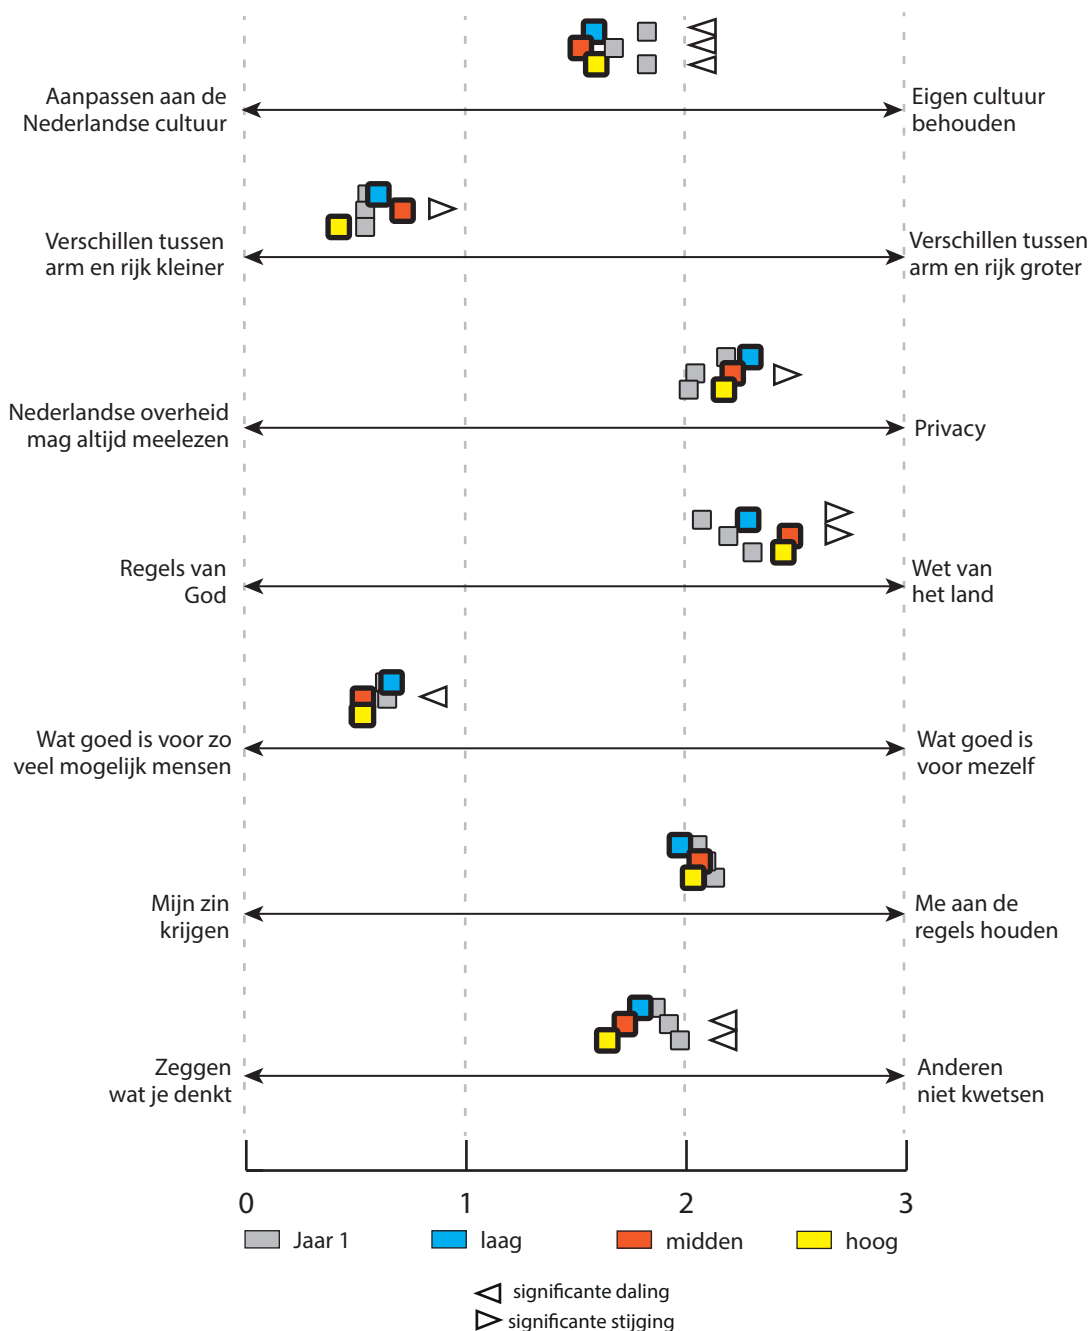 Aanpassen aan de
Nederlandse cultuur
Eigen cultuur
behouden
Verschillen tussen
arm en rijk kleiner
Verschillen tussen
arm en rijk groter
Nederlandse overheid
mag altijd meelezen
Privacy
Regels van
God
Wet van
het land
Wat goed is voor zo
veel mogelijk mensen
Wat goed is
voor mezelf
Mijn zin
krijgen
Me aan de
regels houden
Zeggen
wat je denkt
Anderen
niet kwetsen
0 1 2 3
Jaar 1 laag midden hoog
significante daling
significante stijging